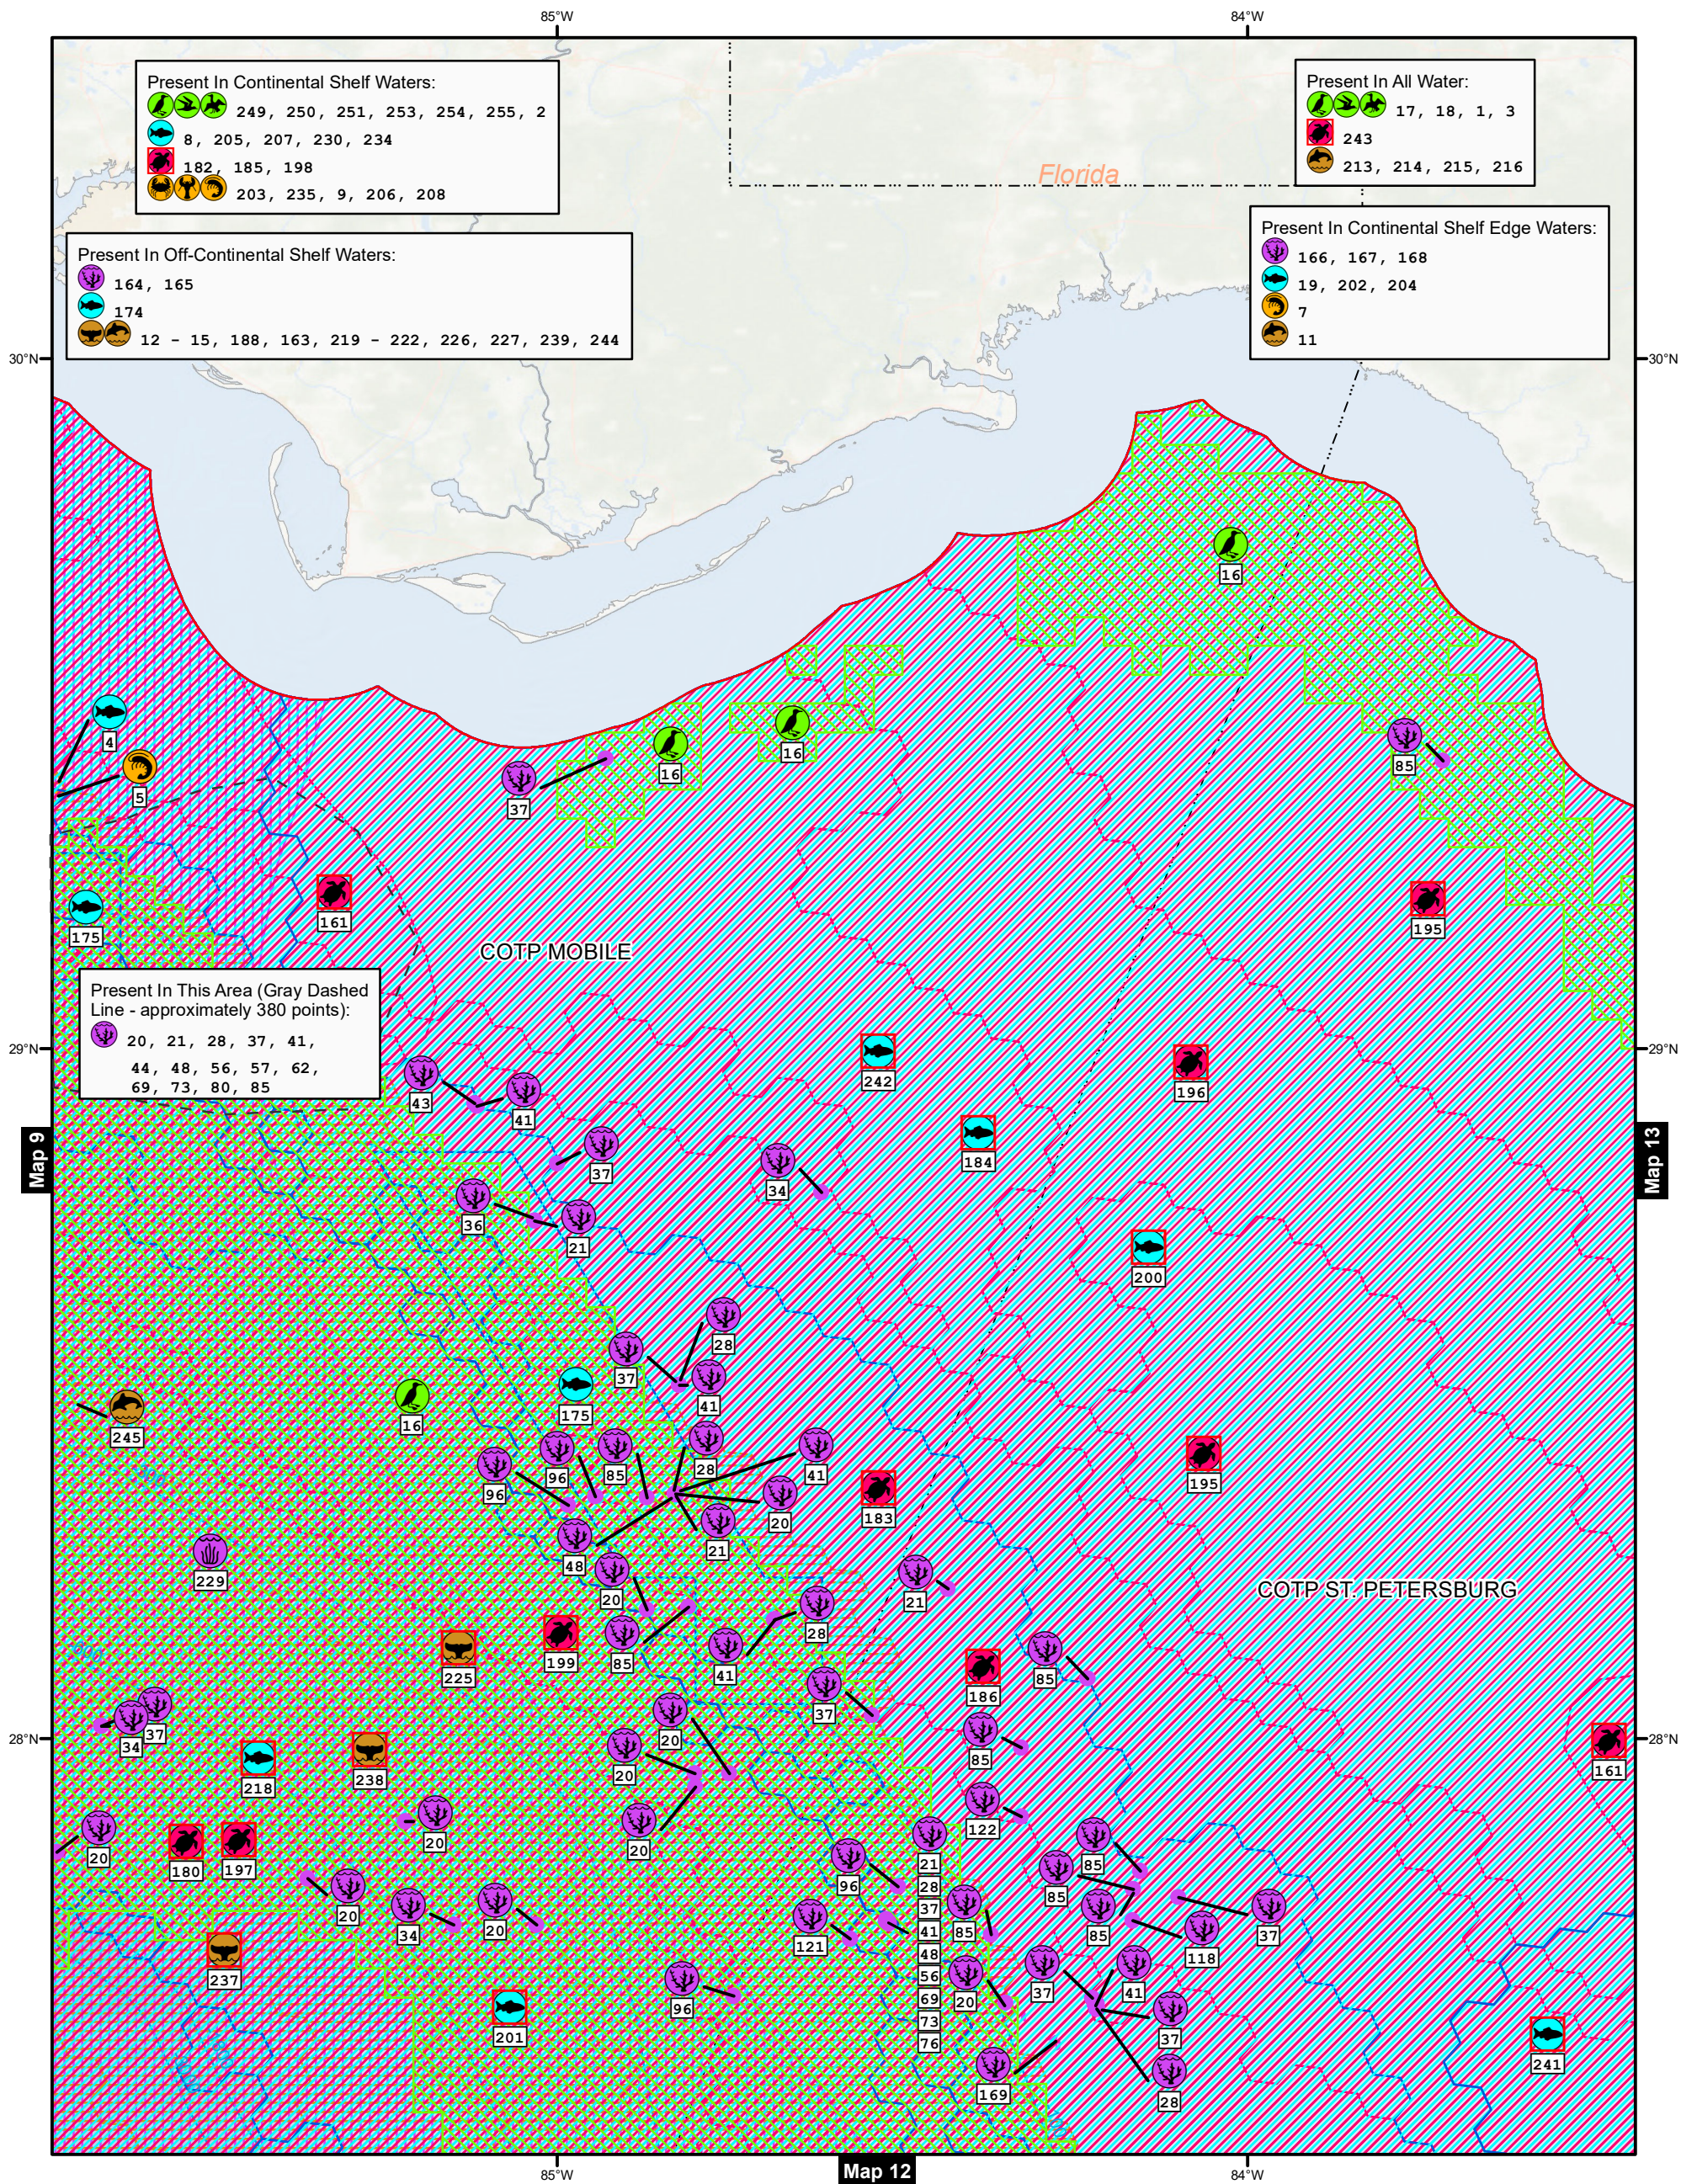 85°W
84°W
Present In Continental Shelf Waters:
249, 250, 251, 253, 254, 255, 2
8, 205, 207, 230, 234
182, 185, 198
203, 235, 9, 206, 208
Present In All Water:
17, 18, 1, 3
243
213, 214, 215, 216
Florida
Present In Off-Continental Shelf Waters:
164, 165
174
12 - 15, 188, 163, 219 - 222, 226, 227, 239, 244
Present In Continental Shelf Edge Waters:
166, 167, 168
19, 202, 204
7
11
30°N
30°N
16
4
85
16
16
5
37
161
195
175
COTP MOBILE
Present In This Area (Gray Dashed
Line - approximately 380 points):
20, 21, 28, 37, 41,
44, 48, 56, 57, 62,
69, 73, 80, 85
29°N
29°N
242
196
43
41
184
Map 9
Map 13
37
34
36
21
200
28
37
41
175
16
245
28
41
96
85
96
195
183
20
21
48
229
20
21
COTP ST. PETERSBURG
28
199
85
41
225
85
186
37
37
34
20
28°N
28°N
85
161
20
238
218
122
20
20
20
180
197
85
21
96
28
85
20
37
34
20
121
41
85
85
37
48
118
237
56
37
41
69
20
96
73
37
201
76
241
169
28
85°W
Map 12
84°W